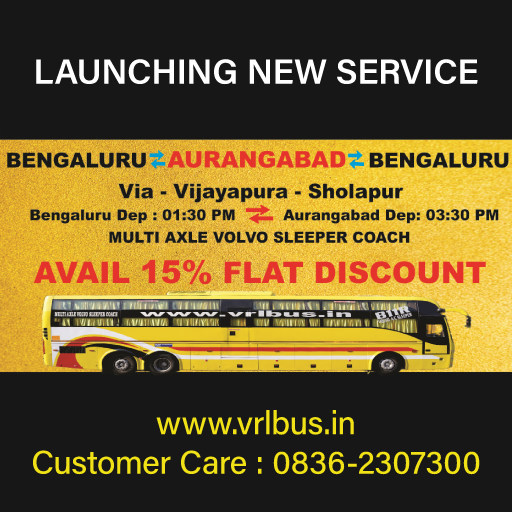 LAUNCHING NEW SERVICE
BENGALURU AURANGABAD BENGALURU
Via - Vijayapura - Sholapur
Bengaluru Dep : 01:30 PM Aurangabad Dep: 03:30 PM
MULTI AXLE VOLVO SLEEPER COACH
AVAIL 15% FLAT DISCOUNT
MULTI AXLE VOLVO SLEEPER COACH www.vrlbus.in
www.vrlbus.in
Customer Care : 0836-2307300